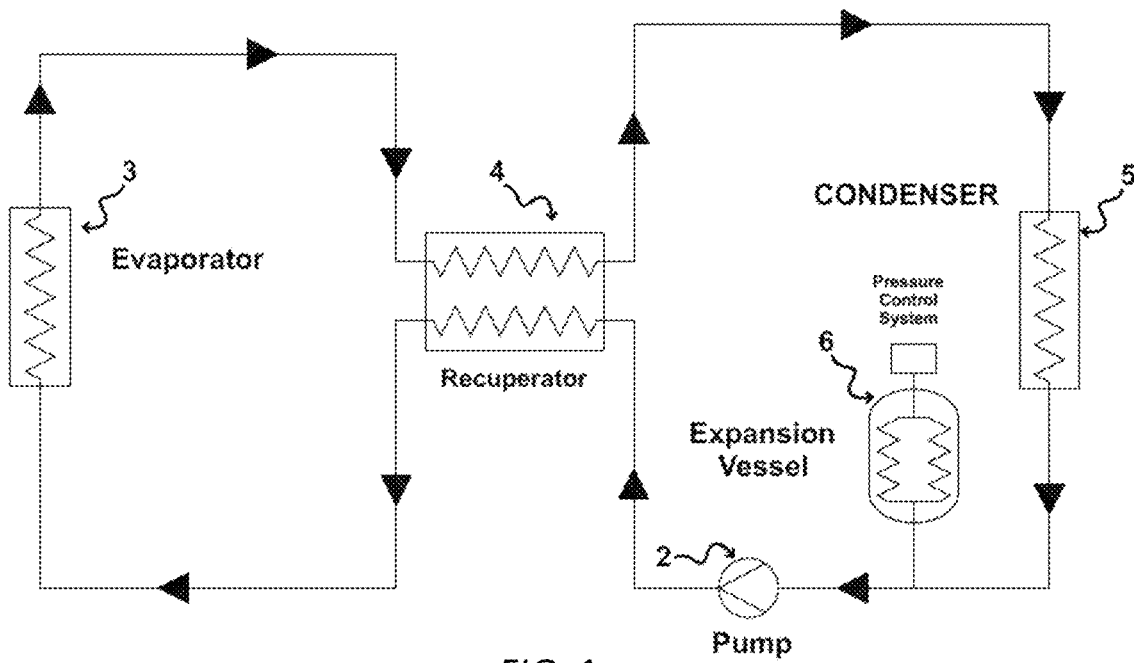 3
Evaporator
4
Recuperator
CONDENSER
5
Pressure
Control
System
6
Expansion
Vessel
2
Pump